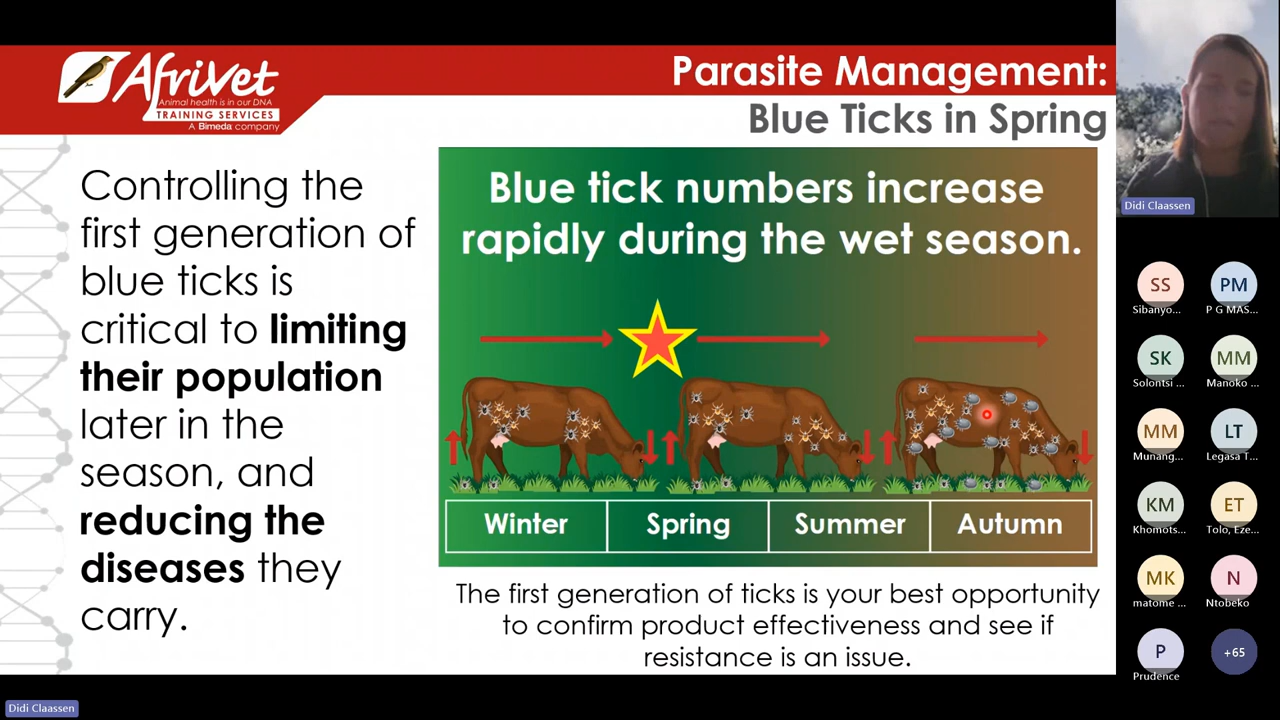 AfriVet
Animal health is in our DNA
TRAINING SERVICES
A Bimeda company
Parasite Management:
Blue Ticks in Spring
Controlling the
first generation of
blue ticks is
critical to limiting
their population
later in the
season, and
reducing the
diseases they
carry.
Blue tick numbers increase
rapidly during the wet season.
Winter
Spring
Summer
Autumn
The first generation of ticks is your best opportunity
to confirm product effectiveness and see if
resistance is an issue.
Didi Claassen
SS
PM
Sibanyo...
P G MAS...
SK
MM
Solontsi ...
Manoko ...
MM
LT
Munang...
Legasa T...
KM
ET
Khomots...
Tolo, Eze...
MK
N
matome ...
Ntobeko
P
+65
Prudence
Didi Claassen